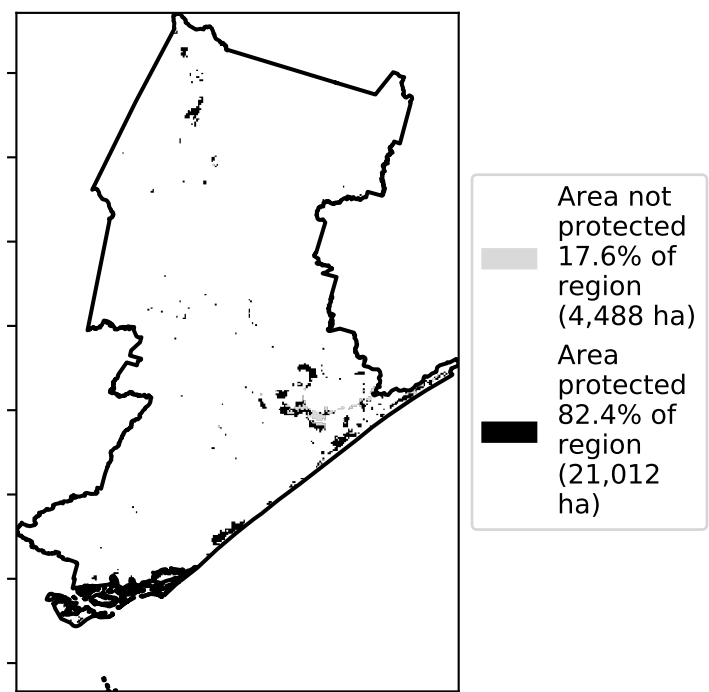 Area not
protected
17.6% of
region
(4,488 ha)
Area
protected
82.4% of
region
(21,012
ha)